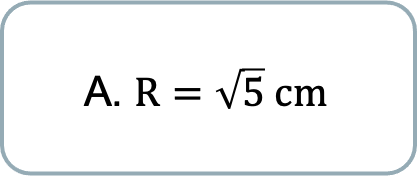 A. R = √5 cm